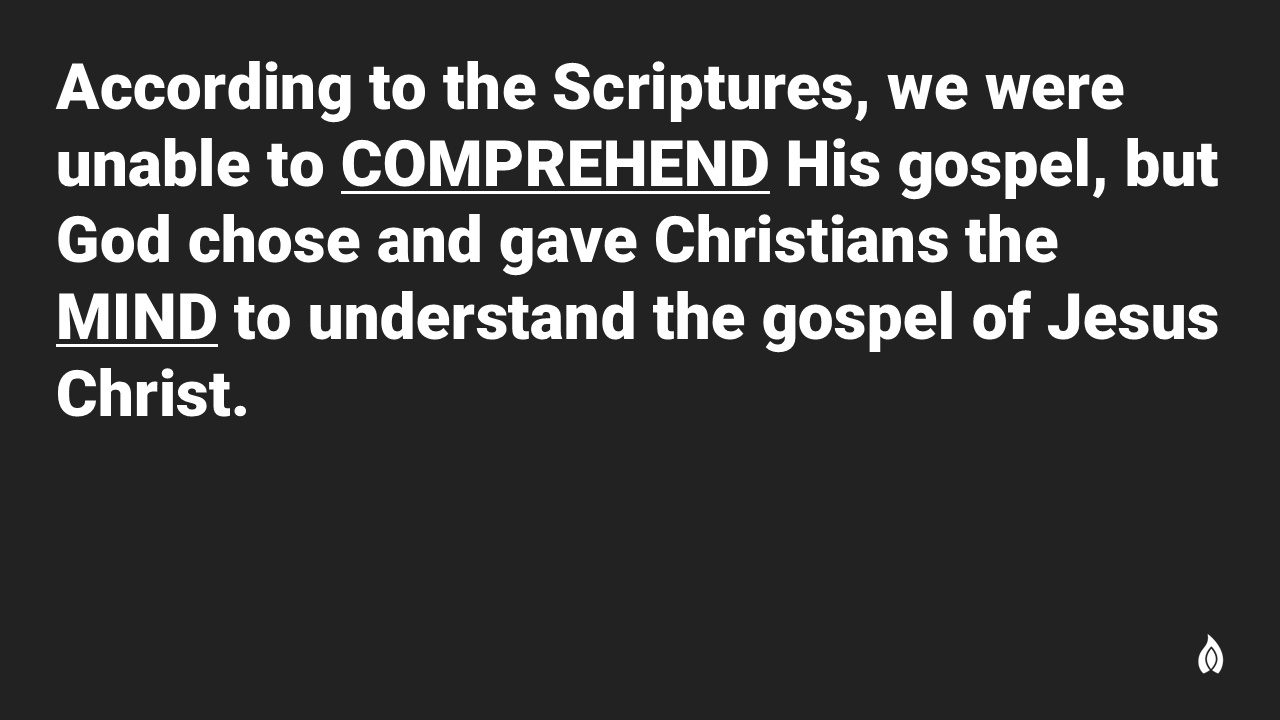 According to the Scriptures, we were
unable to COMPREHEND His gospel, but
God chose and gave Christians the
MIND to understand the gospel of Jesus
Christ.